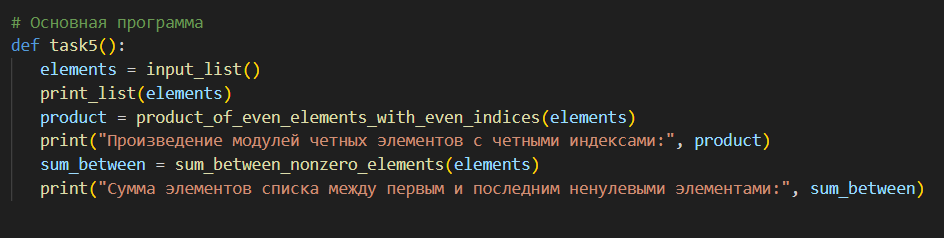 # Основная программа
def task5():
elements = input_list()
print_list(elements)
product = product_of_even_elements_with_even_indices(elements)
print("Произведение модулей четных элементов с четными индексами:", product)
sum_between = sum_between_nonzero_elements(elements)
print("Сумма элементов списка между первым и последним ненулевыми элементами:", sum_between)